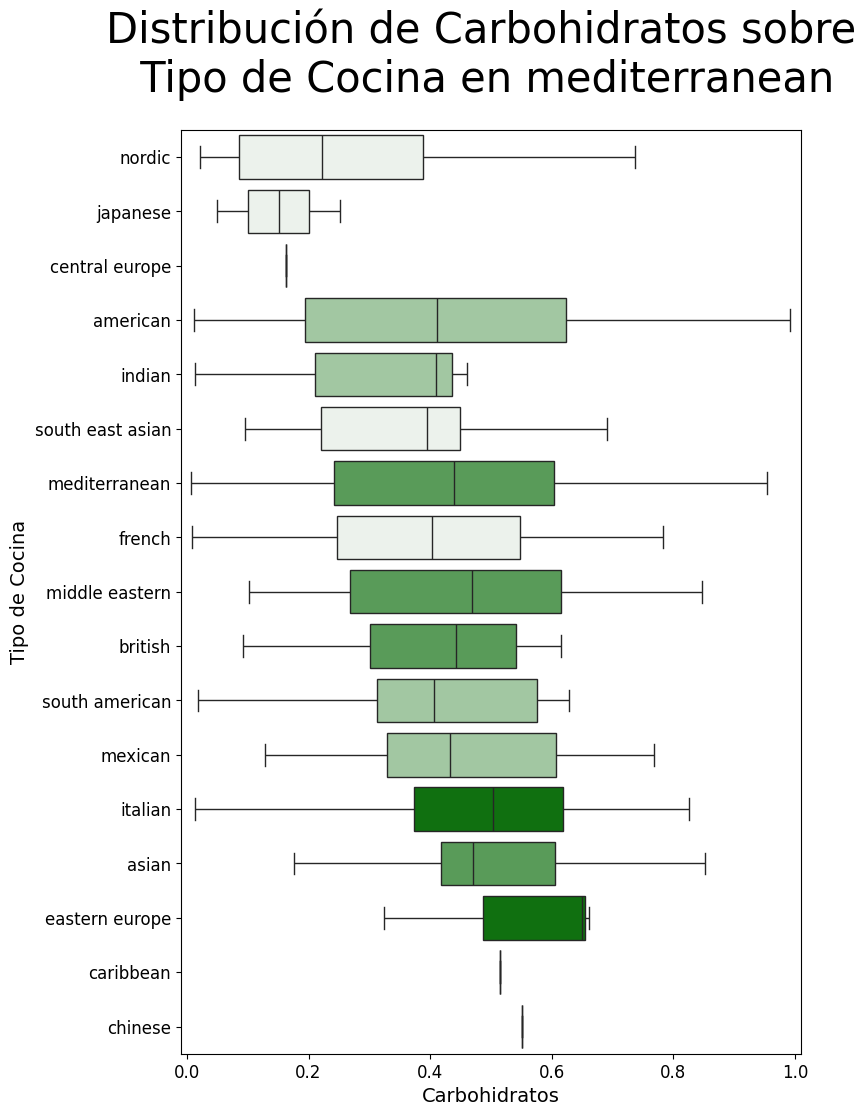 Distribución de Carbohidratos sobre
Tipo de Cocina en mediterranean
nordic
japanese
central europe
american
indian
south east asian
mediterranean
french
middle eastern
british
south american
mexican
italian
asian
eastern europe
caribbean
chinese
Tipo de Cocina
0.0 0.2 0.4 0.6 0.8 1.0
Carbohidratos